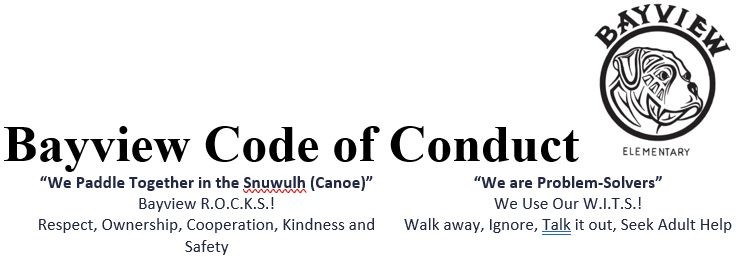 BAYVIEW
ELEMENTARY
Bayview Code of Conduct
“We Paddle Together in the Snuwulh (Canoe)”
Bayview R.O.C.K.S.!
Respect, Ownership, Cooperation, Kindness and
Safety
“We are Problem-Solvers”
We Use Our W.I.T.S.!
Walk away, Ignore, Talk it out, Seek Adult Help